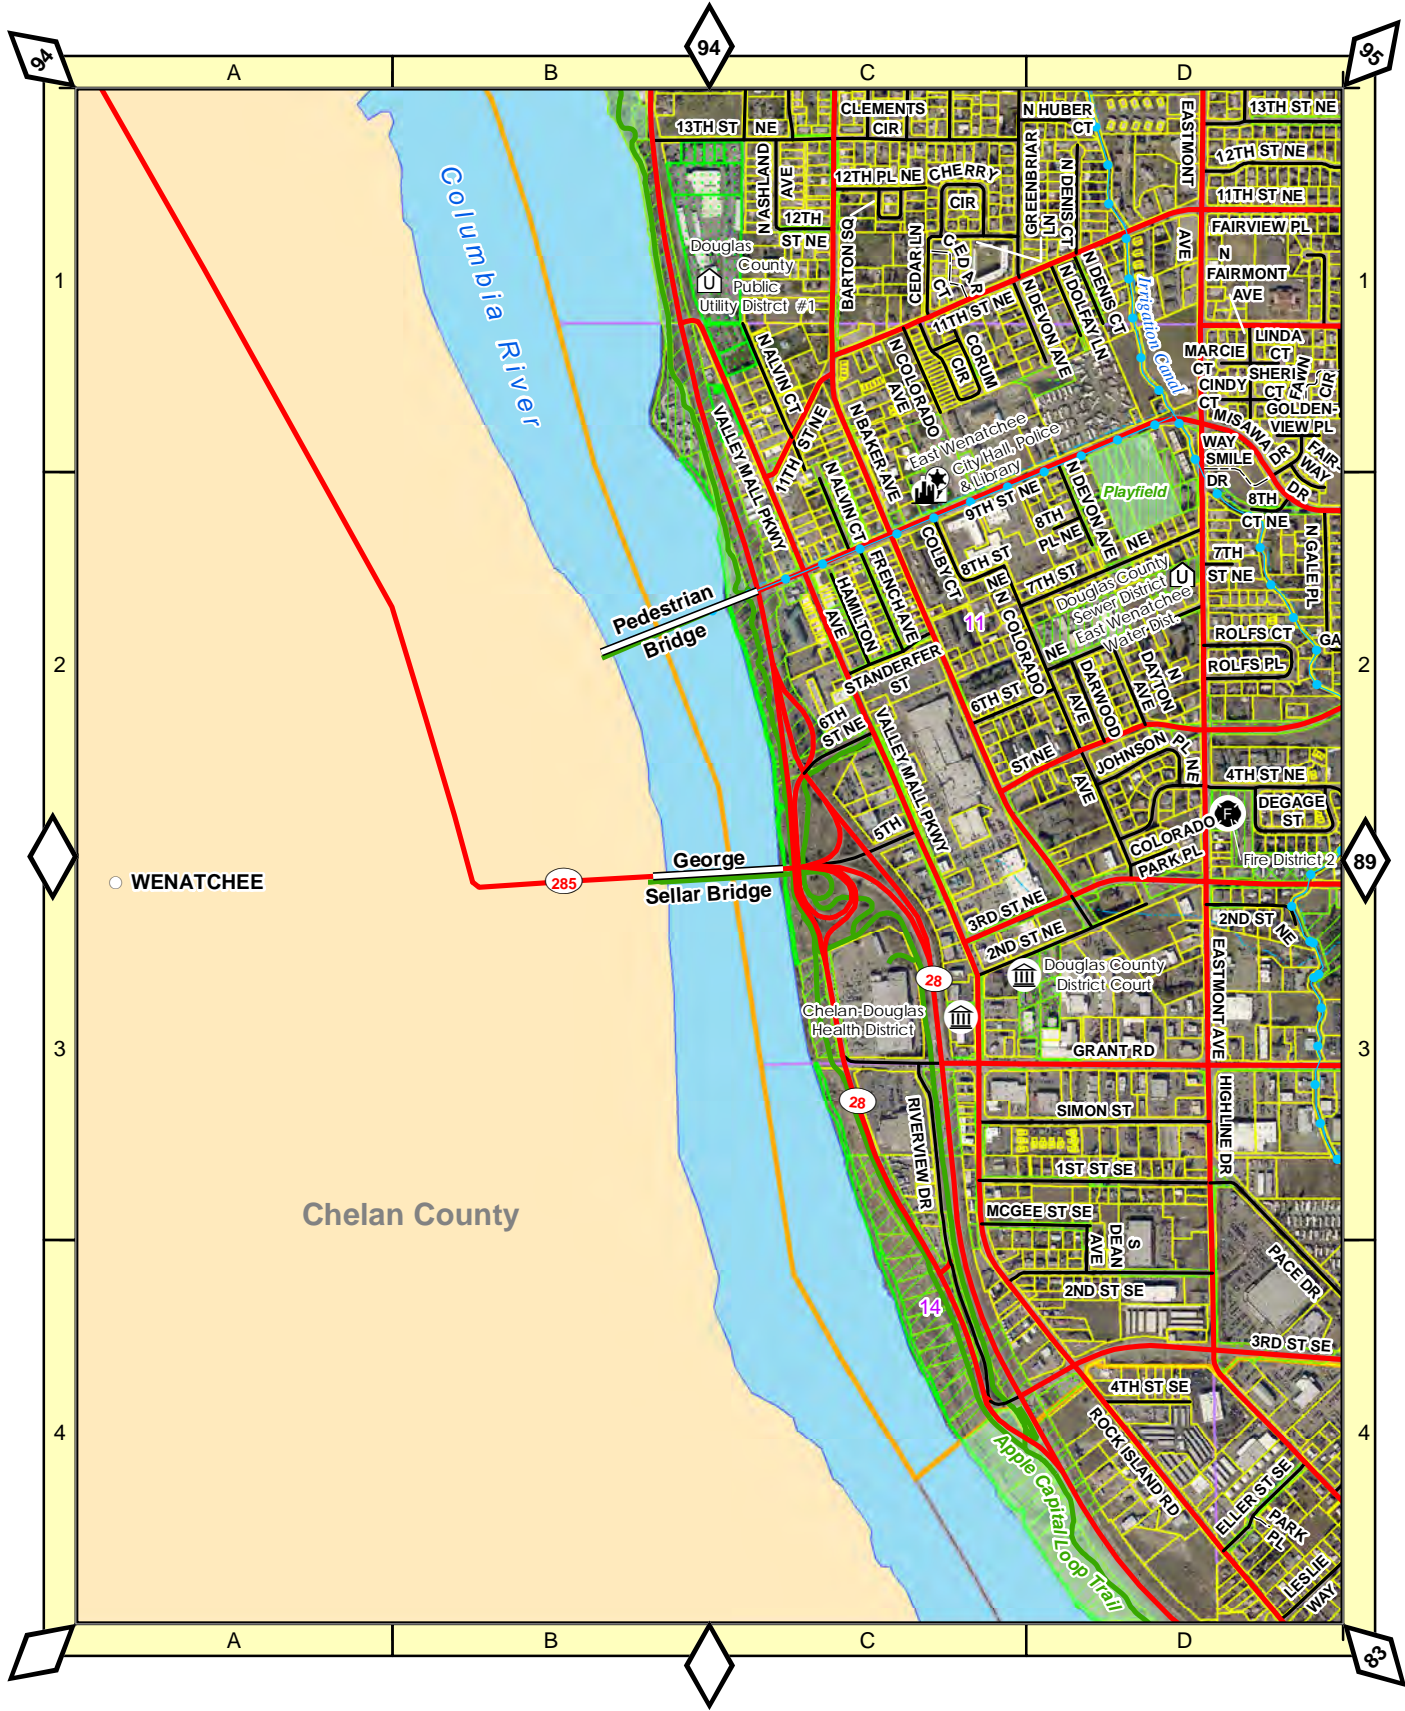 94
94
95
A
B
C
D
1
2
3
4
1
2
3
4
A
B
C
D
89
83
Columbia River
13TH ST NE
CLEMENTS
CIR
N HUBER
CT
EASTMONT
AVE
13TH ST NE
12TH ST NE
11TH ST NE
FAIRVIEW PL
N
FAIRMONT
AVE
N ASHLAND
AVE
12TH
ST NE
12TH PL NE
CHERRY
CIR
BARTON SQ
CEDAR LN
CEDAR
CT
GREENBRIAR
LN
N DENIS CT
N DENIS CT
N DOLFAY LN
N DEVON AVE
11TH ST NE
Irrigation Canal
Douglas
County
Public
Utility Distrct #1
U
LINDA
CT
MARCIE
CT
SHERI
CT
CINDY
CT
FAWN
CIR
GOLDEN-
VIEW PL
N MISAWA DR
WAY
SMILE
DR
FAIR-
WAY
DR
8TH
CT NE
7TH
ST NE
N GALE PL
N ALVIN CT
11TH ST NE
N COLORADO
AVE
CORUM
CIR
N BAKER AVE
VALLEY MALL PKWY
N ALVIN CT
East Wenatchee
City Hall, Police
& Library
9TH ST NE
Playfield
8TH
PL NE
N DEVON AVE
8TH ST
NE
7TH ST
NE
COLBY CT
FRENCH AVE
HAMILTON
AVE
Douglas County
Sewer District
East Wenatchee
Water Dist.
U
ROLFS CT
ROLFS PL
GA
Pedestrian
Bridge
11
N COLORADO
AVE
NE
STANDERFER
ST
6TH
ST NE
6TH ST
ST NE
DARWOOD
AVE
N
DAYTON
AVE
JOHNSON
PL NE
4TH ST NE
DEGAGE
ST
VALLEY MALL PKWY
5TH
COLORADO
PARK PL
F
Fire District 2
WENATCHEE
285
George
Sellar Bridge
3RD ST NE
2ND ST NE
2ND ST
NE
28
Douglas County
District Court
Chelan-Douglas
Health District
EASTMONT AVE
GRANT RD
28
SIMON ST
HIGHLINE DR
RIVERVIEW DR
1ST ST SE
MCGEE ST SE
S
DEAN
AVE
2ND ST SE
PACE DR
Chelan County
14
3RD ST SE
4TH ST SE
ROCK ISLAND RD
Apple Capital Loop Trail
ELLER ST SE
PARK
PL
LESLIE
WAY